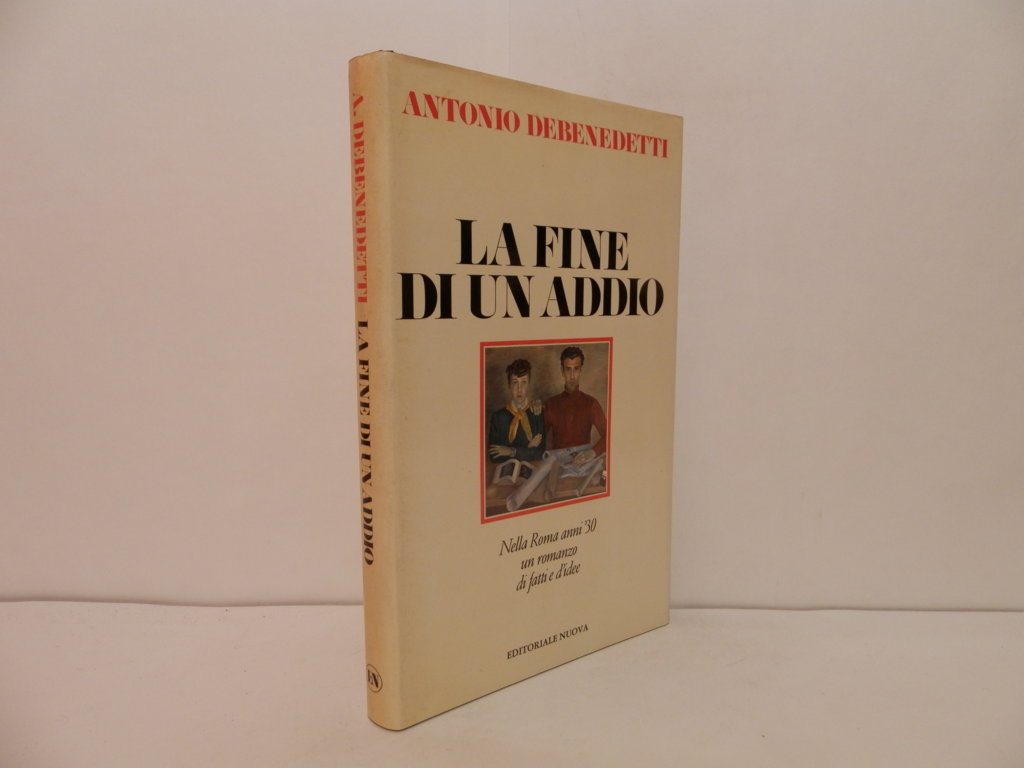 ANTONIO DEBENEDETTI
LA FINE
DI UN ADDIO
Nella Roma anni '30
un romanzo
di fatti e d'idee
EDITORIALE NUOVA
A. DEBENEDETTI LA FINE DI UN ADDIO
EN